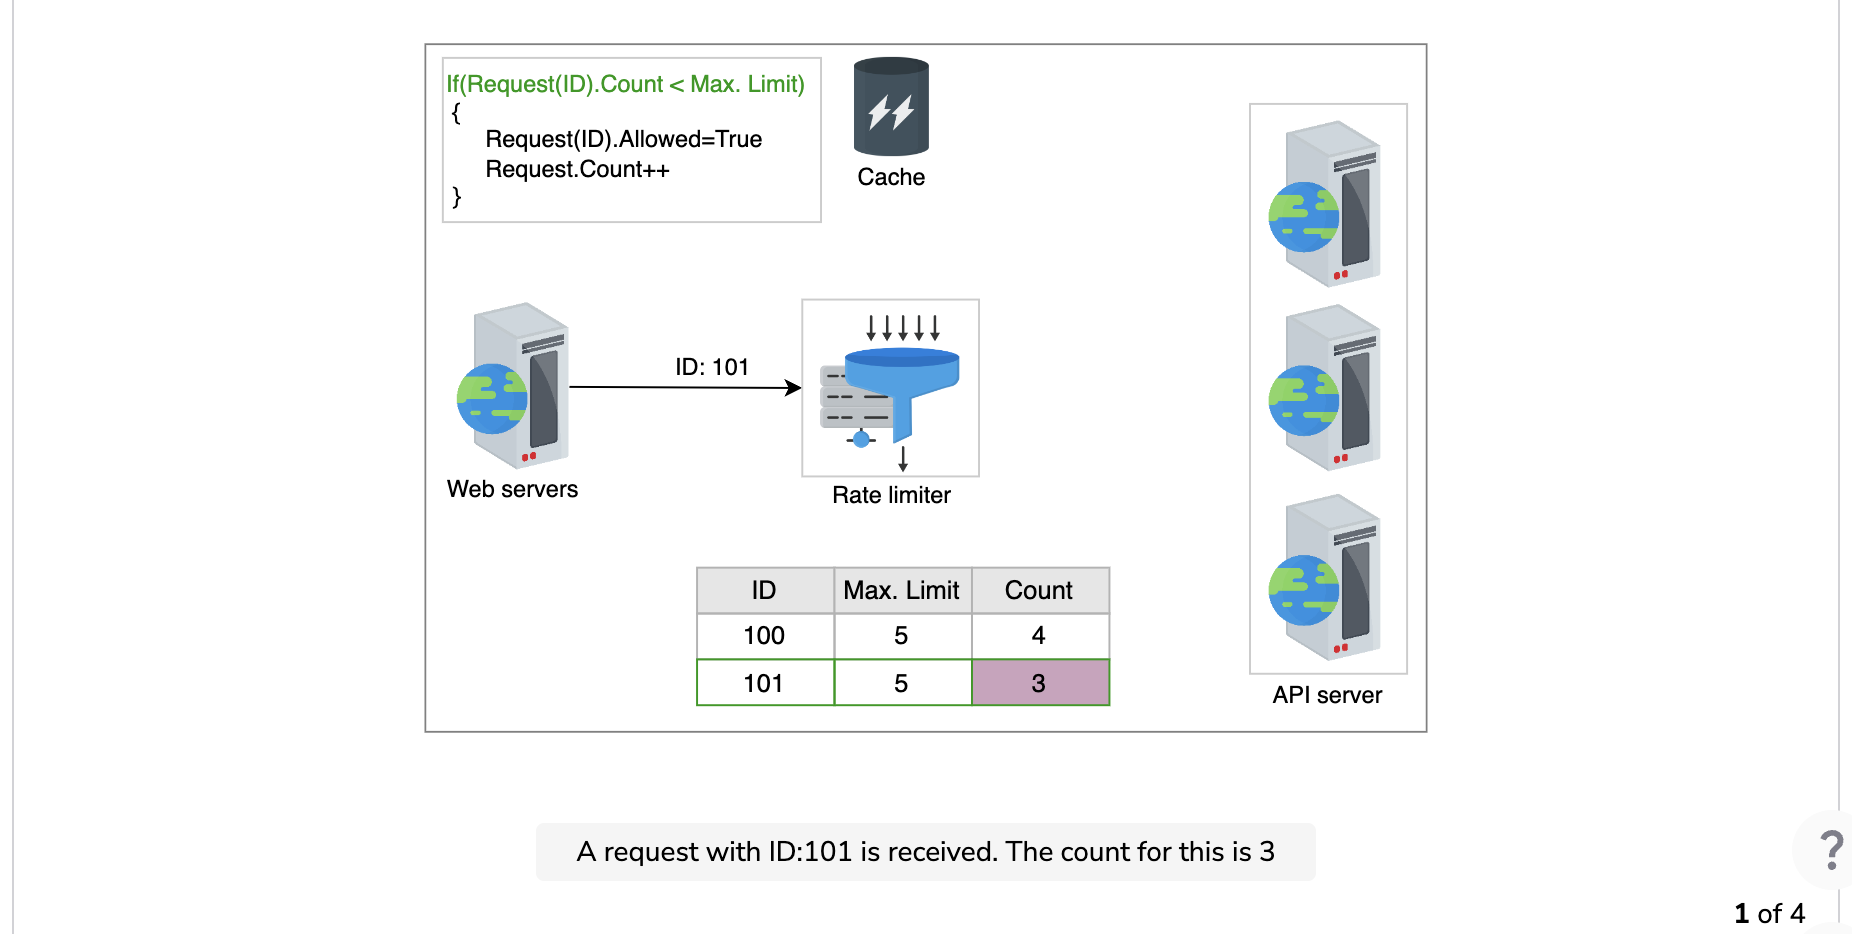 If(Request(ID).Count < Max. Limit)
{
Request(ID).Allowed=True
Request.Count++
}
Cache
ID: 101
Web servers
Rate limiter
ID Max. Limit Count
100 5 4
101 5 3
API server
A request with ID:101 is received. The count for this is 3
?
1 of 4